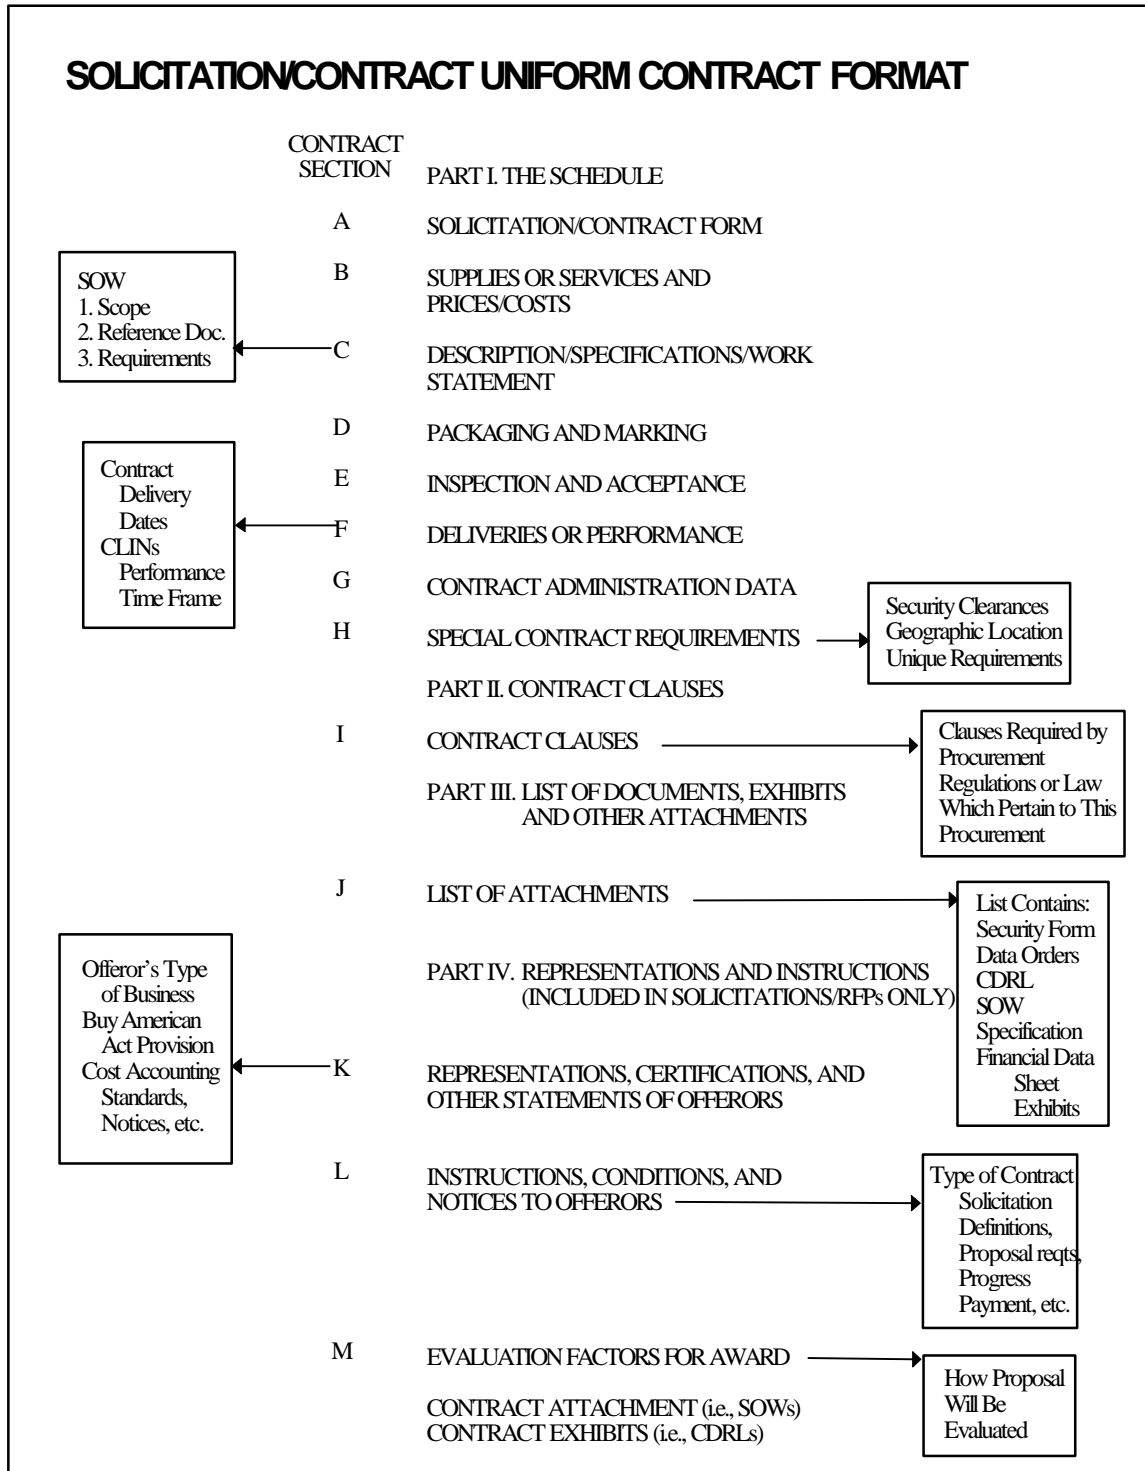 SOLICITATION/CONTRACT UNIFORM CONTRACT FORMAT
CONTRACT
SECTION
PART I. THE SCHEDULE
A
SOLICITATION/CONTRACT FORM
B
SUPPLIES OR SERVICES AND
PRICES/COSTS
SOW
1. Scope
2. Reference Doc.
3. Requirements
C
DESCRIPTION/SPECIFICATIONS/WORK
STATEMENT
D
PACKAGING AND MARKING
E
INSPECTION AND ACCEPTANCE
Contract
Delivery
Dates
CLINs
Performance
Time Frame
F
DELIVERIES OR PERFORMANCE
G
CONTRACT ADMINISTRATION DATA
H
SPECIAL CONTRACT REQUIREMENTS
Security Clearances
Geographic Location
Unique Requirements
PART II. CONTRACT CLAUSES
I
CONTRACT CLAUSES
Clauses Required by
Procurement
Regulations or Law
Which Pertain to This
Procurement
PART III. LIST OF DOCUMENTS, EXHIBITS
AND OTHER ATTACHMENTS
J
LIST OF ATTACHMENTS
List Contains:
Security Form
Data Orders
CDRL
SOW
Specification
Financial Data
Sheet
Exhibits
PART IV. REPRESENTATIONS AND INSTRUCTIONS
(INCLUDED IN SOLICITATIONS/RFPs ONLY)
Offeror's Type
of Business
Buy American
Act Provision
Cost Accounting
Standards,
Notices, etc.
K
REPRESENTATIONS, CERTIFICATIONS, AND
OTHER STATEMENTS OF OFFERORS
L
INSTRUCTIONS, CONDITIONS, AND
NOTICES TO OFFERORS
Type of Contract
Solicitation
Definitions,
Proposal reqts,
Progress
Payment, etc.
M
EVALUATION FACTORS FOR AWARD
How Proposal
Will Be
Evaluated
CONTRACT ATTACHMENT (i.e., SOWs)
CONTRACT EXHIBITS (i.e., CDRLs)